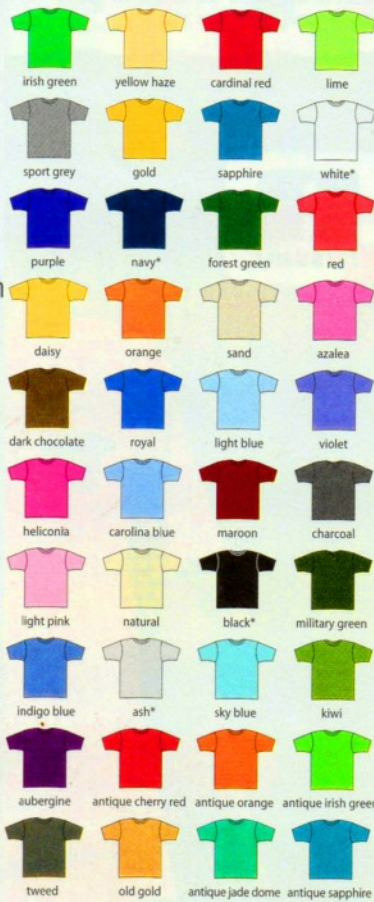 irish green yellow haze cardinal red lime
sport grey gold sapphire white*
purple navy* forest green red
daisy orange sand azalea
dark chocolate royal light blue violet
heliconia carolina blue maroon charcoal
light pink natural black* military green
indigo blue ash* sky blue kiwi
aubergine antique cherry red antique orange antique irish green
tweed old gold antique jade dome antique sapphire